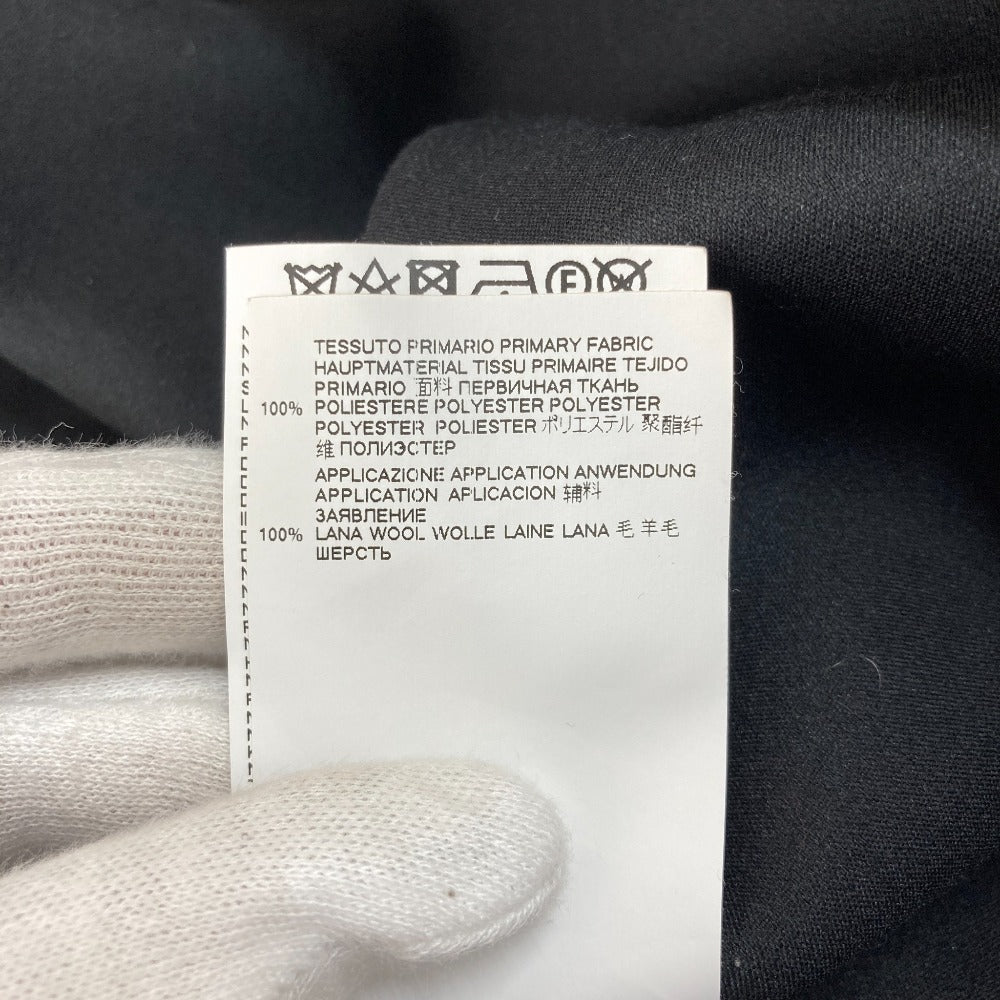 TESSUTO PRIMARIO PRIMARY FABRIC
HAUPTMATERIAL TISSU PRIMAIRE TEJIDO
PRIMARIO 面料 ПЕРВИЧНАЯ ТКАНЬ
100% POLIESTERE POLYESTER POLYESTER
POLYESTER POLIESTER ポリエステル 聚酯纤
维 ПОЛИЭСТЕР
APPLICAZIONE APPLICATION ANWENDUNG
APPLICATION APLICACION 辅料
ЗАЯВЛЕНИЕ
100% LANA WOOL WOLLE LAINE LANA 毛 羊毛
ШЕРСТЬ